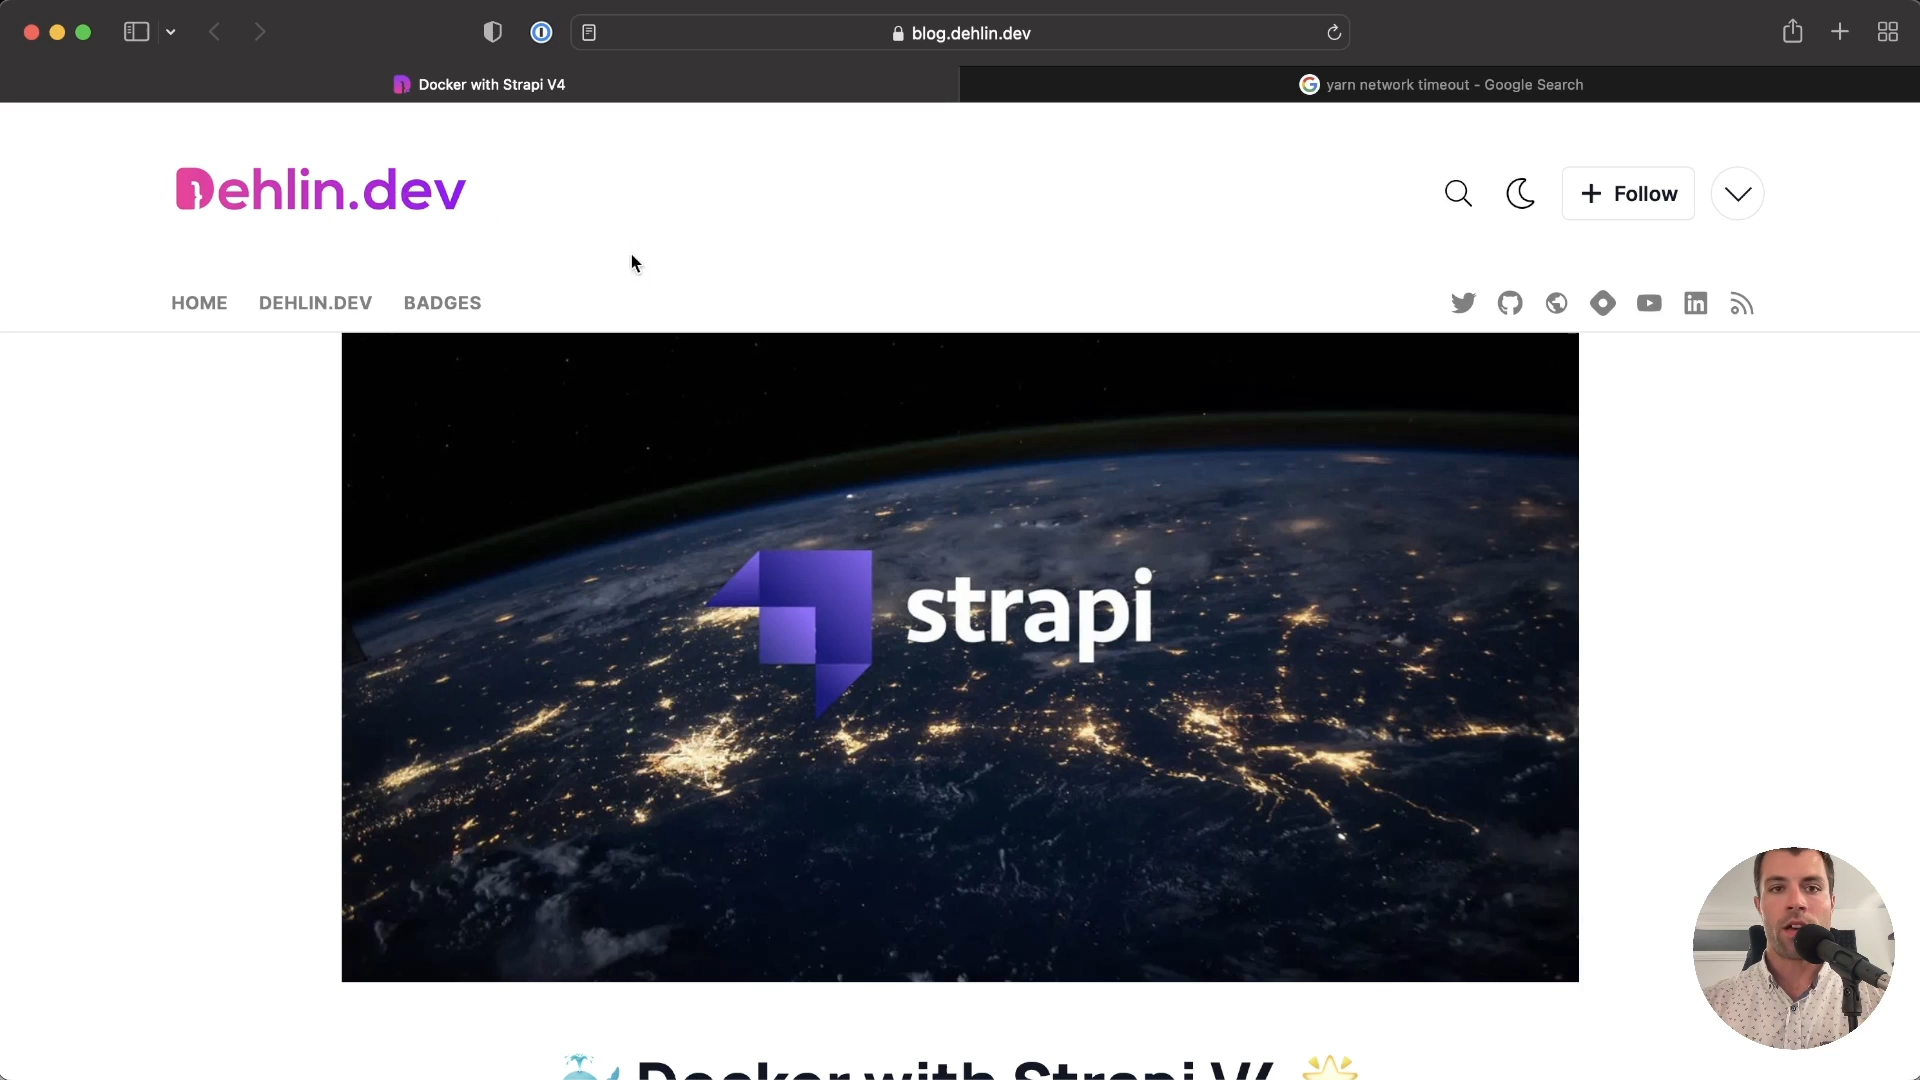 blog.dehlin.dev
Docker with Strapi V4
yarn network timeout - Google Search
Dehlin.dev
Follow
HOME
DEHLIN.DEV
BADGES
strapi
Docker with Strapi V4